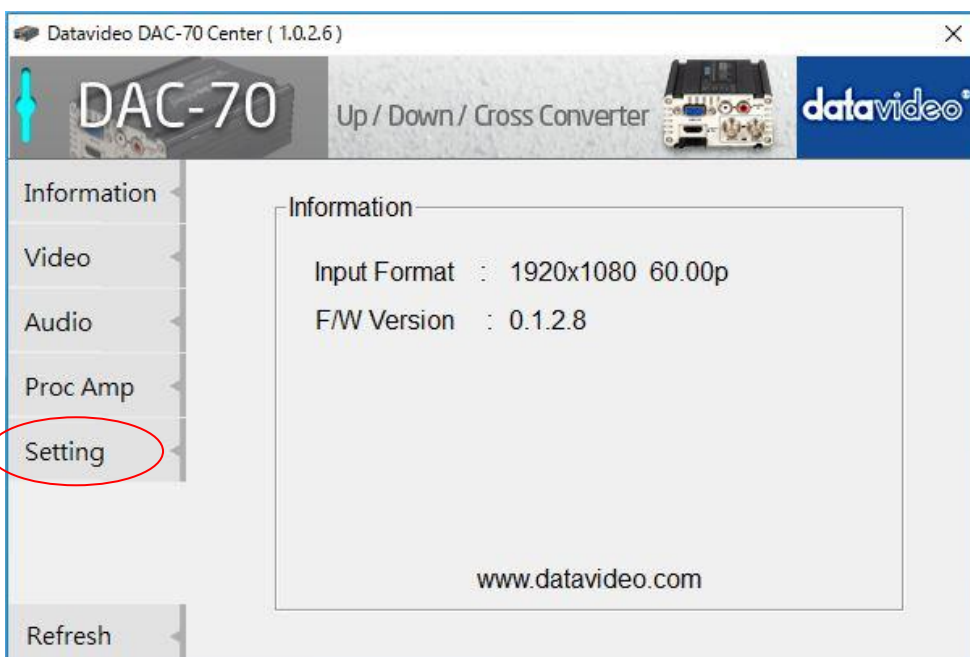 Datavideo DAC-70 Center ( 1.0.2.6 )
DAC-70
Up / Down / Cross Converter
datavideo®
Information
Video
Audio
Proc Amp
Setting
Refresh
Information
Input Format : 1920x1080 60.00p
F/W Version : 0.1.2.8
www.datavideo.com